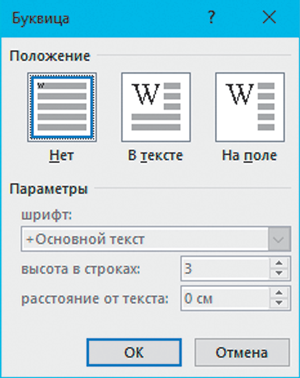 Буквица ?
Положение
W W W
Нет В тексте На поле
Параметры
шрифт:
+Основной текст
высота в строках: 3
расстояние от текста: 0 см
ОК Отмена